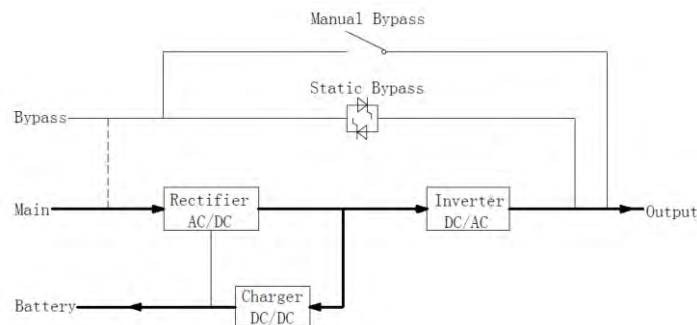 Manual Bypass
Static Bypass
Bypass
Main
Rectifier
AC/DC
Inverter
DC/AC
Output
Battery
Charger
DC/DC